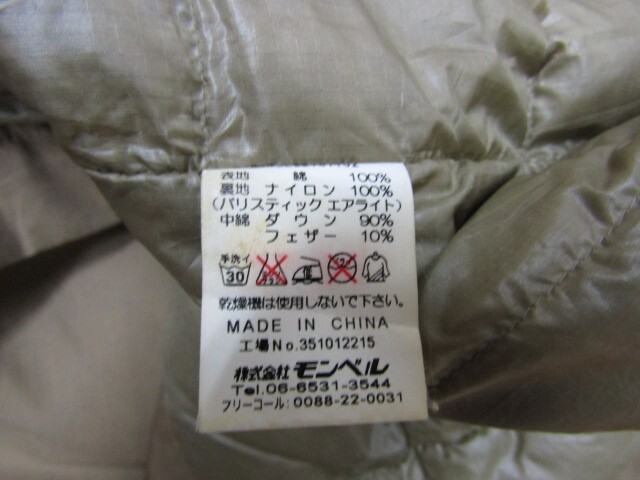 表地 綿 100%
裏地 ナイロン 100%
(バリスティックエアライト)
中綿 ダウン 90%
フェザー 10%
手洗イ
30
乾燥機は使用しないで下さい。
MADE IN CHINA
工場No.351012215
株式会社モンベル
Tel.06-6531-3544
フリーコール:0088-22-0031